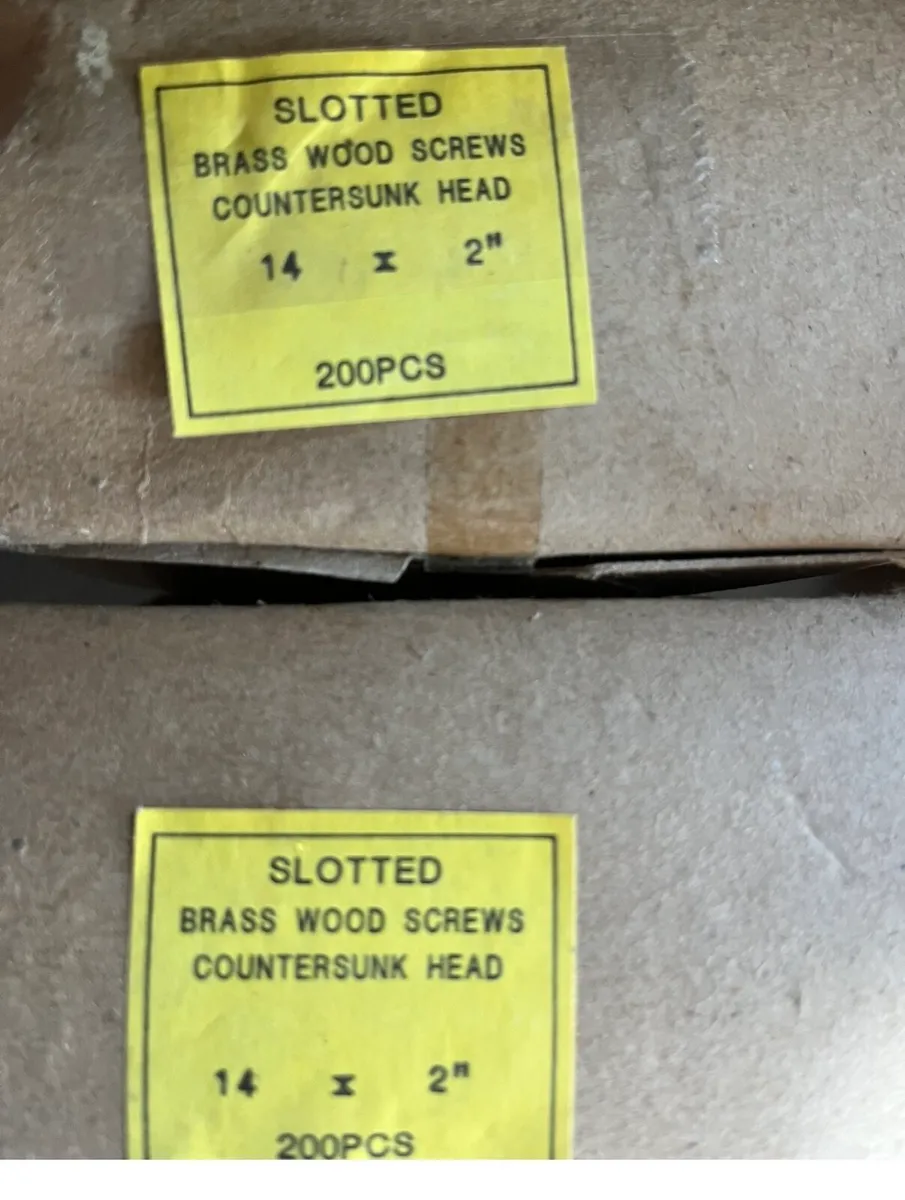 SLOTTED
BRASS WOOD SCREWS
COUNTERSUNK HEAD
14 x 2"
200PCS
SLOTTED
BRASS WOOD SCREWS
COUNTERSUNK HEAD
14 x 2"
200PCS